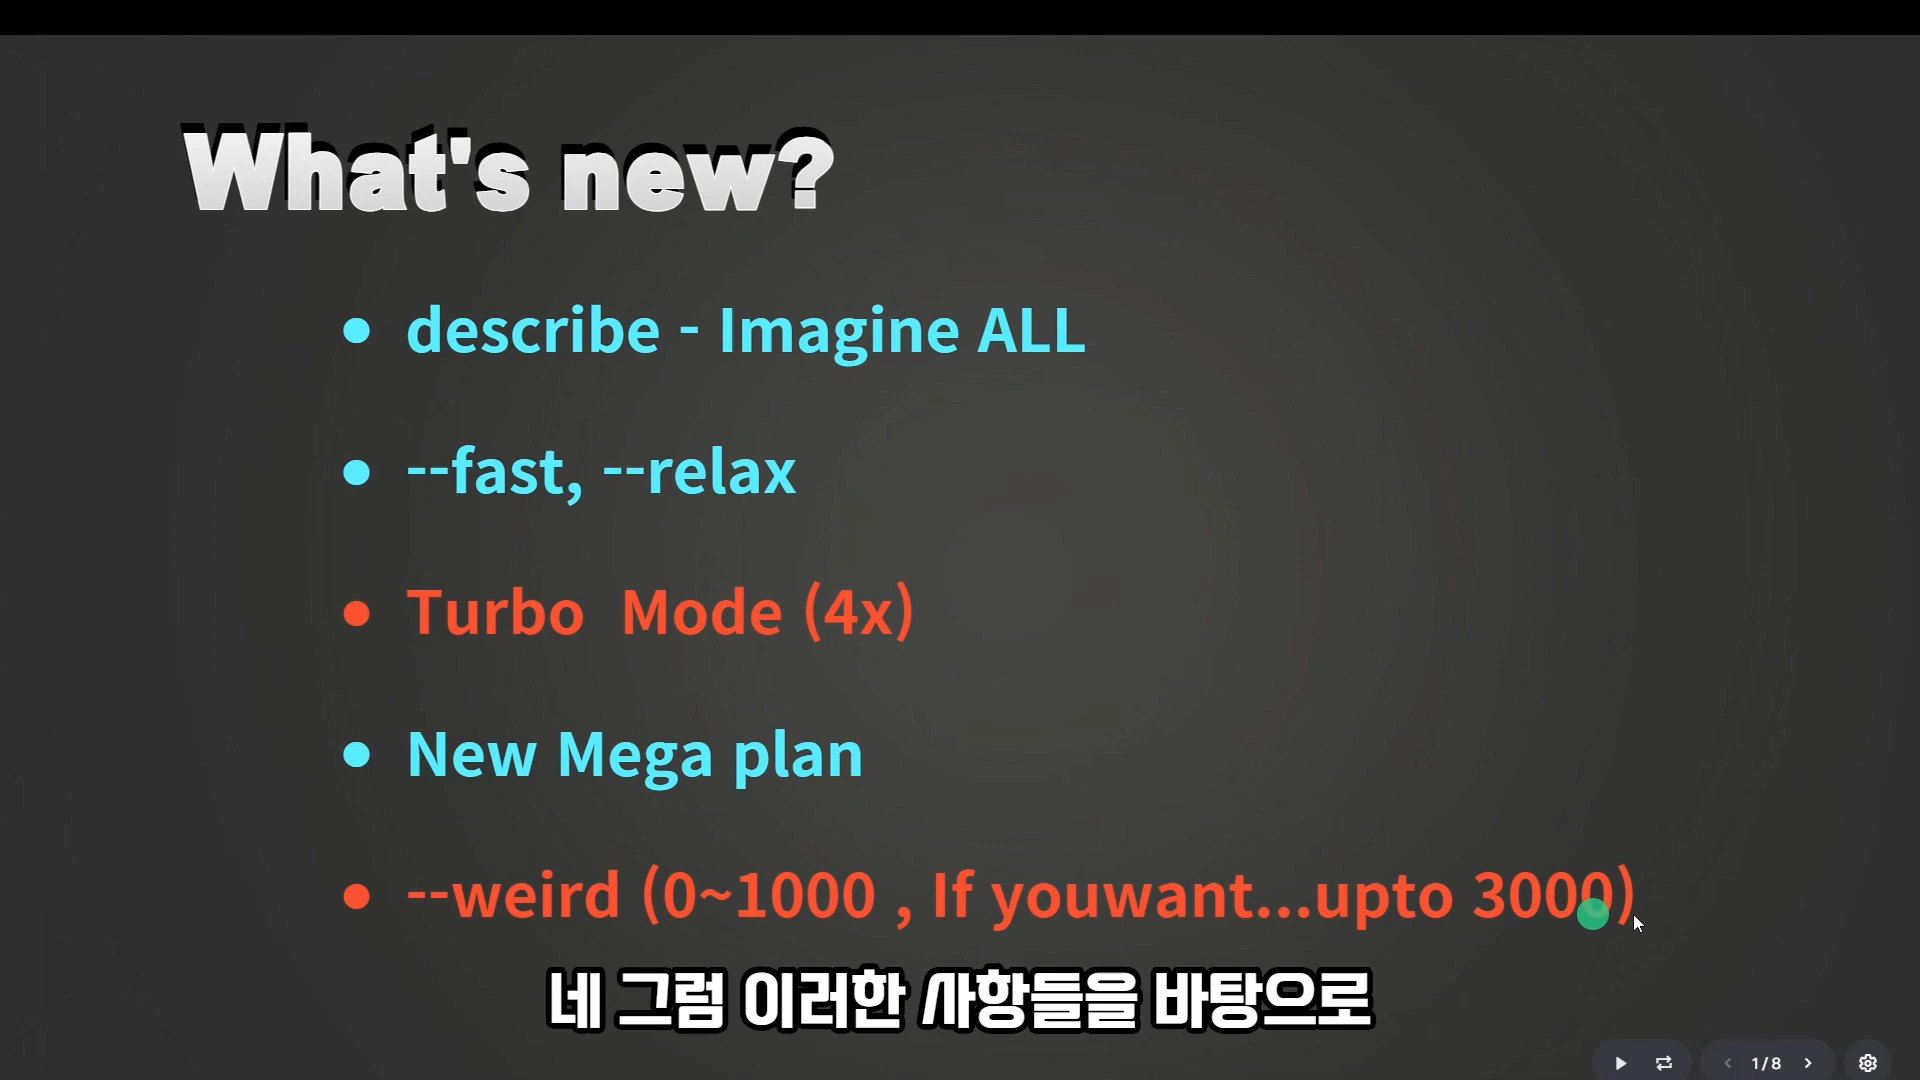 What's new?
• describe - Imagine ALL
• --fast, --relax
• Turbo  Mode (4x)
• New Mega plan
• --weird (0~1000 , If youwant...upto 3000)
네 그럼 이러한 사항들을 바탕으로
1/8